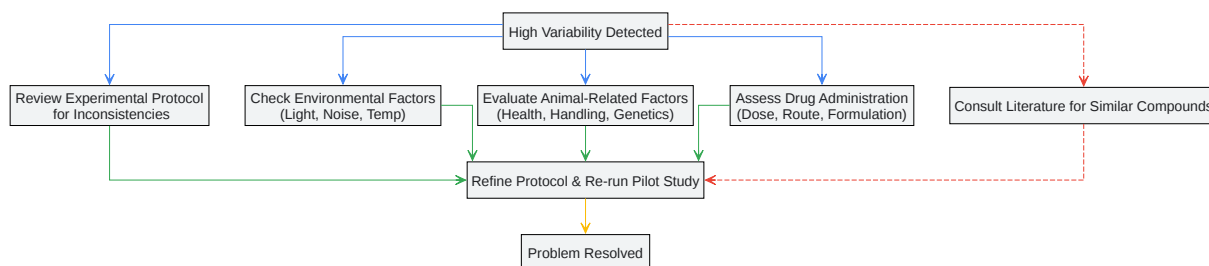 High Variability Detected
Review Experimental Protocol
for Inconsistencies
Check Environmental Factors
(Light, Noise, Temp)
Evaluate Animal-Related Factors
(Health, Handling, Genetics)
Assess Drug Administration
(Dose, Route, Formulation)
Consult Literature for Similar Compounds
Refine Protocol & Re-run Pilot Study
Problem Resolved